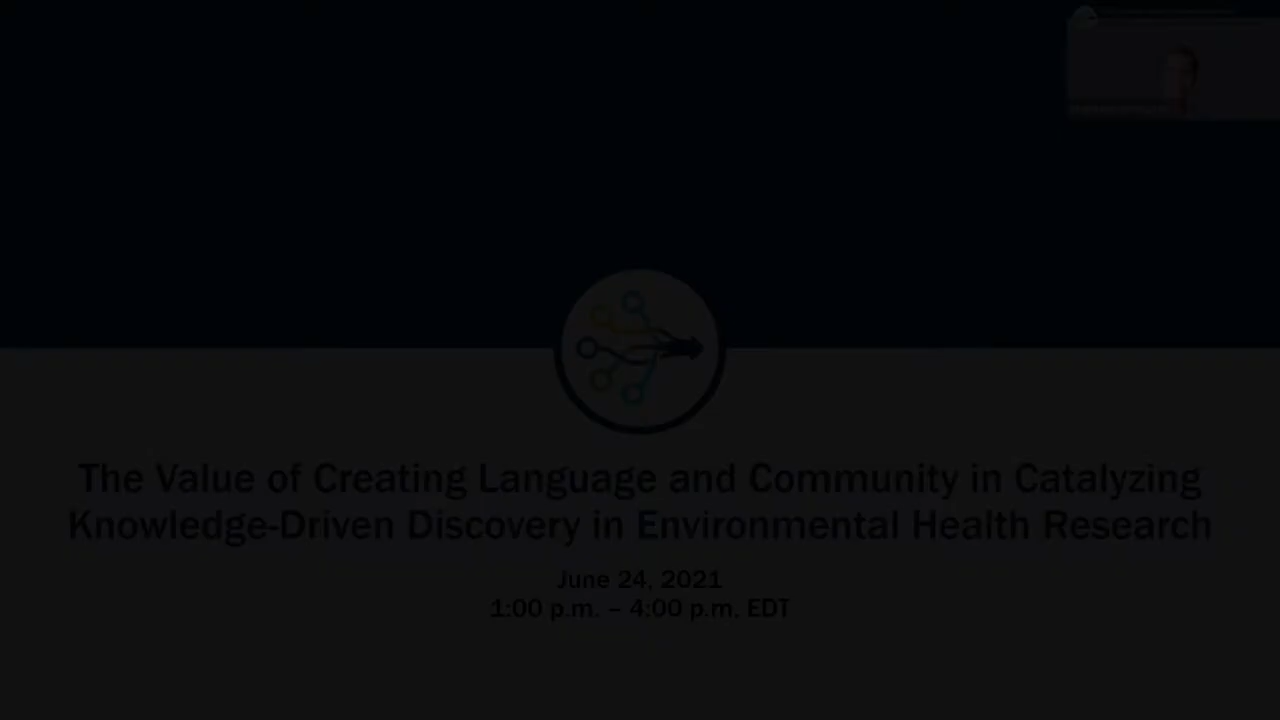 The Value of Creating Language and Community in Catalyzing
Knowledge-Driven Discovery in Environmental Health Research
June 24, 2021
1:00 p.m. – 4:00 p.m. EDT